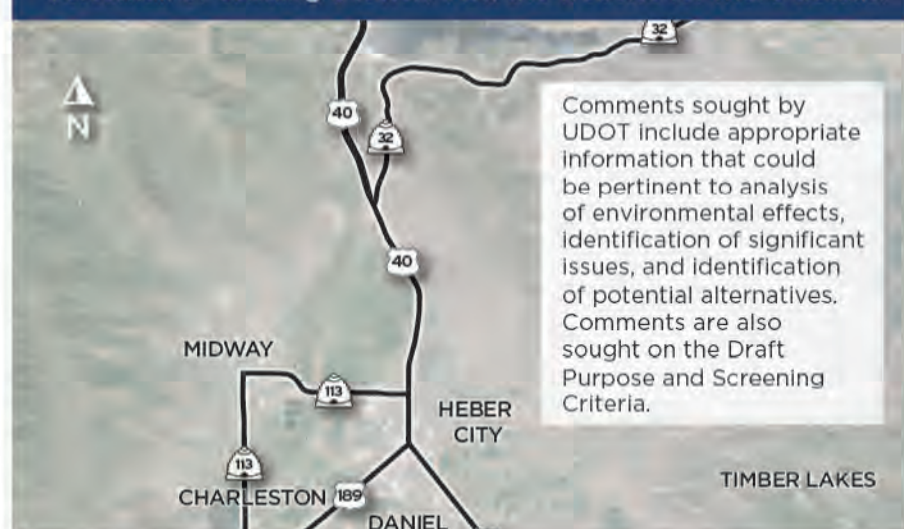 32
40
N
32
Comments sought by
UDOT include appropriate
information that could
be pertinent to analysis
of environmental effects,
identification of significant
issues, and identification
of potential alternatives.
Comments are also
sought on the Draft
Purpose and Screening
Criteria.
40
MIDWAY
113
HEBER
CITY
113
TIMBER LAKES
CHARLESTON
189
DANIEL